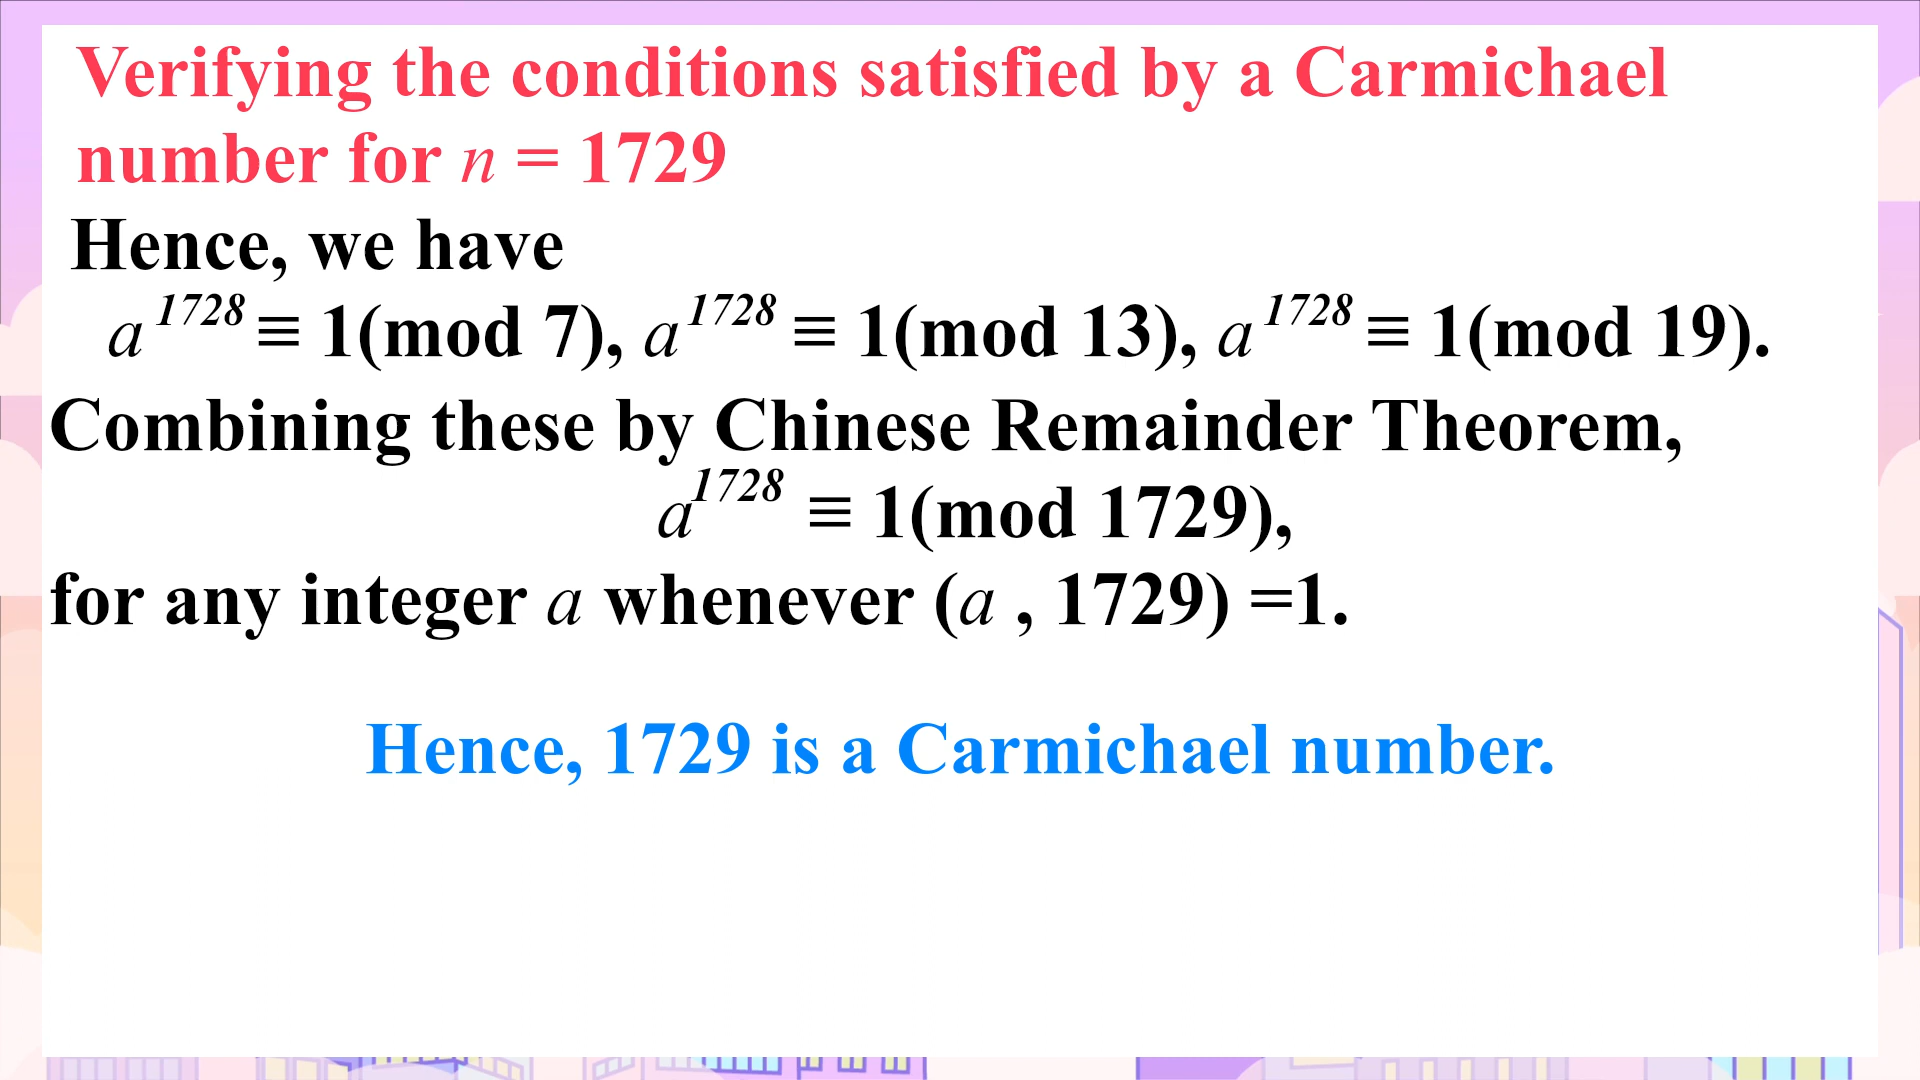 Verifying the conditions satisfied by a Carmichael
number for n = 1729
Hence, we have
a^1728 ≡ 1(mod 7), a^1728 ≡ 1(mod 13), a^1728 ≡ 1(mod 19).
Combining these by Chinese Remainder Theorem,
a^1728 ≡ 1(mod 1729),
for any integer a whenever (a , 1729) =1.
Hence, 1729 is a Carmichael number.